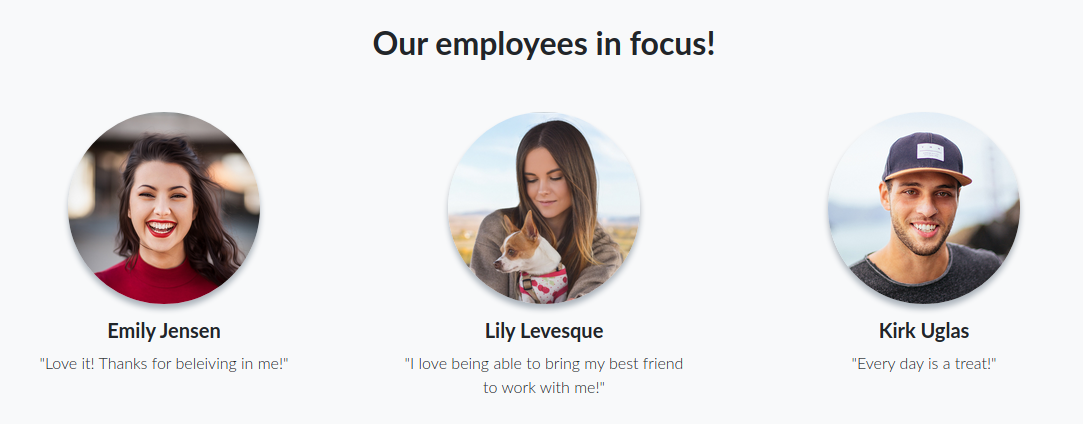 Our employees in focus!
Emily Jensen
"Love it! Thanks for beleiving in me!"
Lily Levesque
"I love being able to bring my best friend
to work with me!"
Kirk Uglas
"Every day is a treat!"